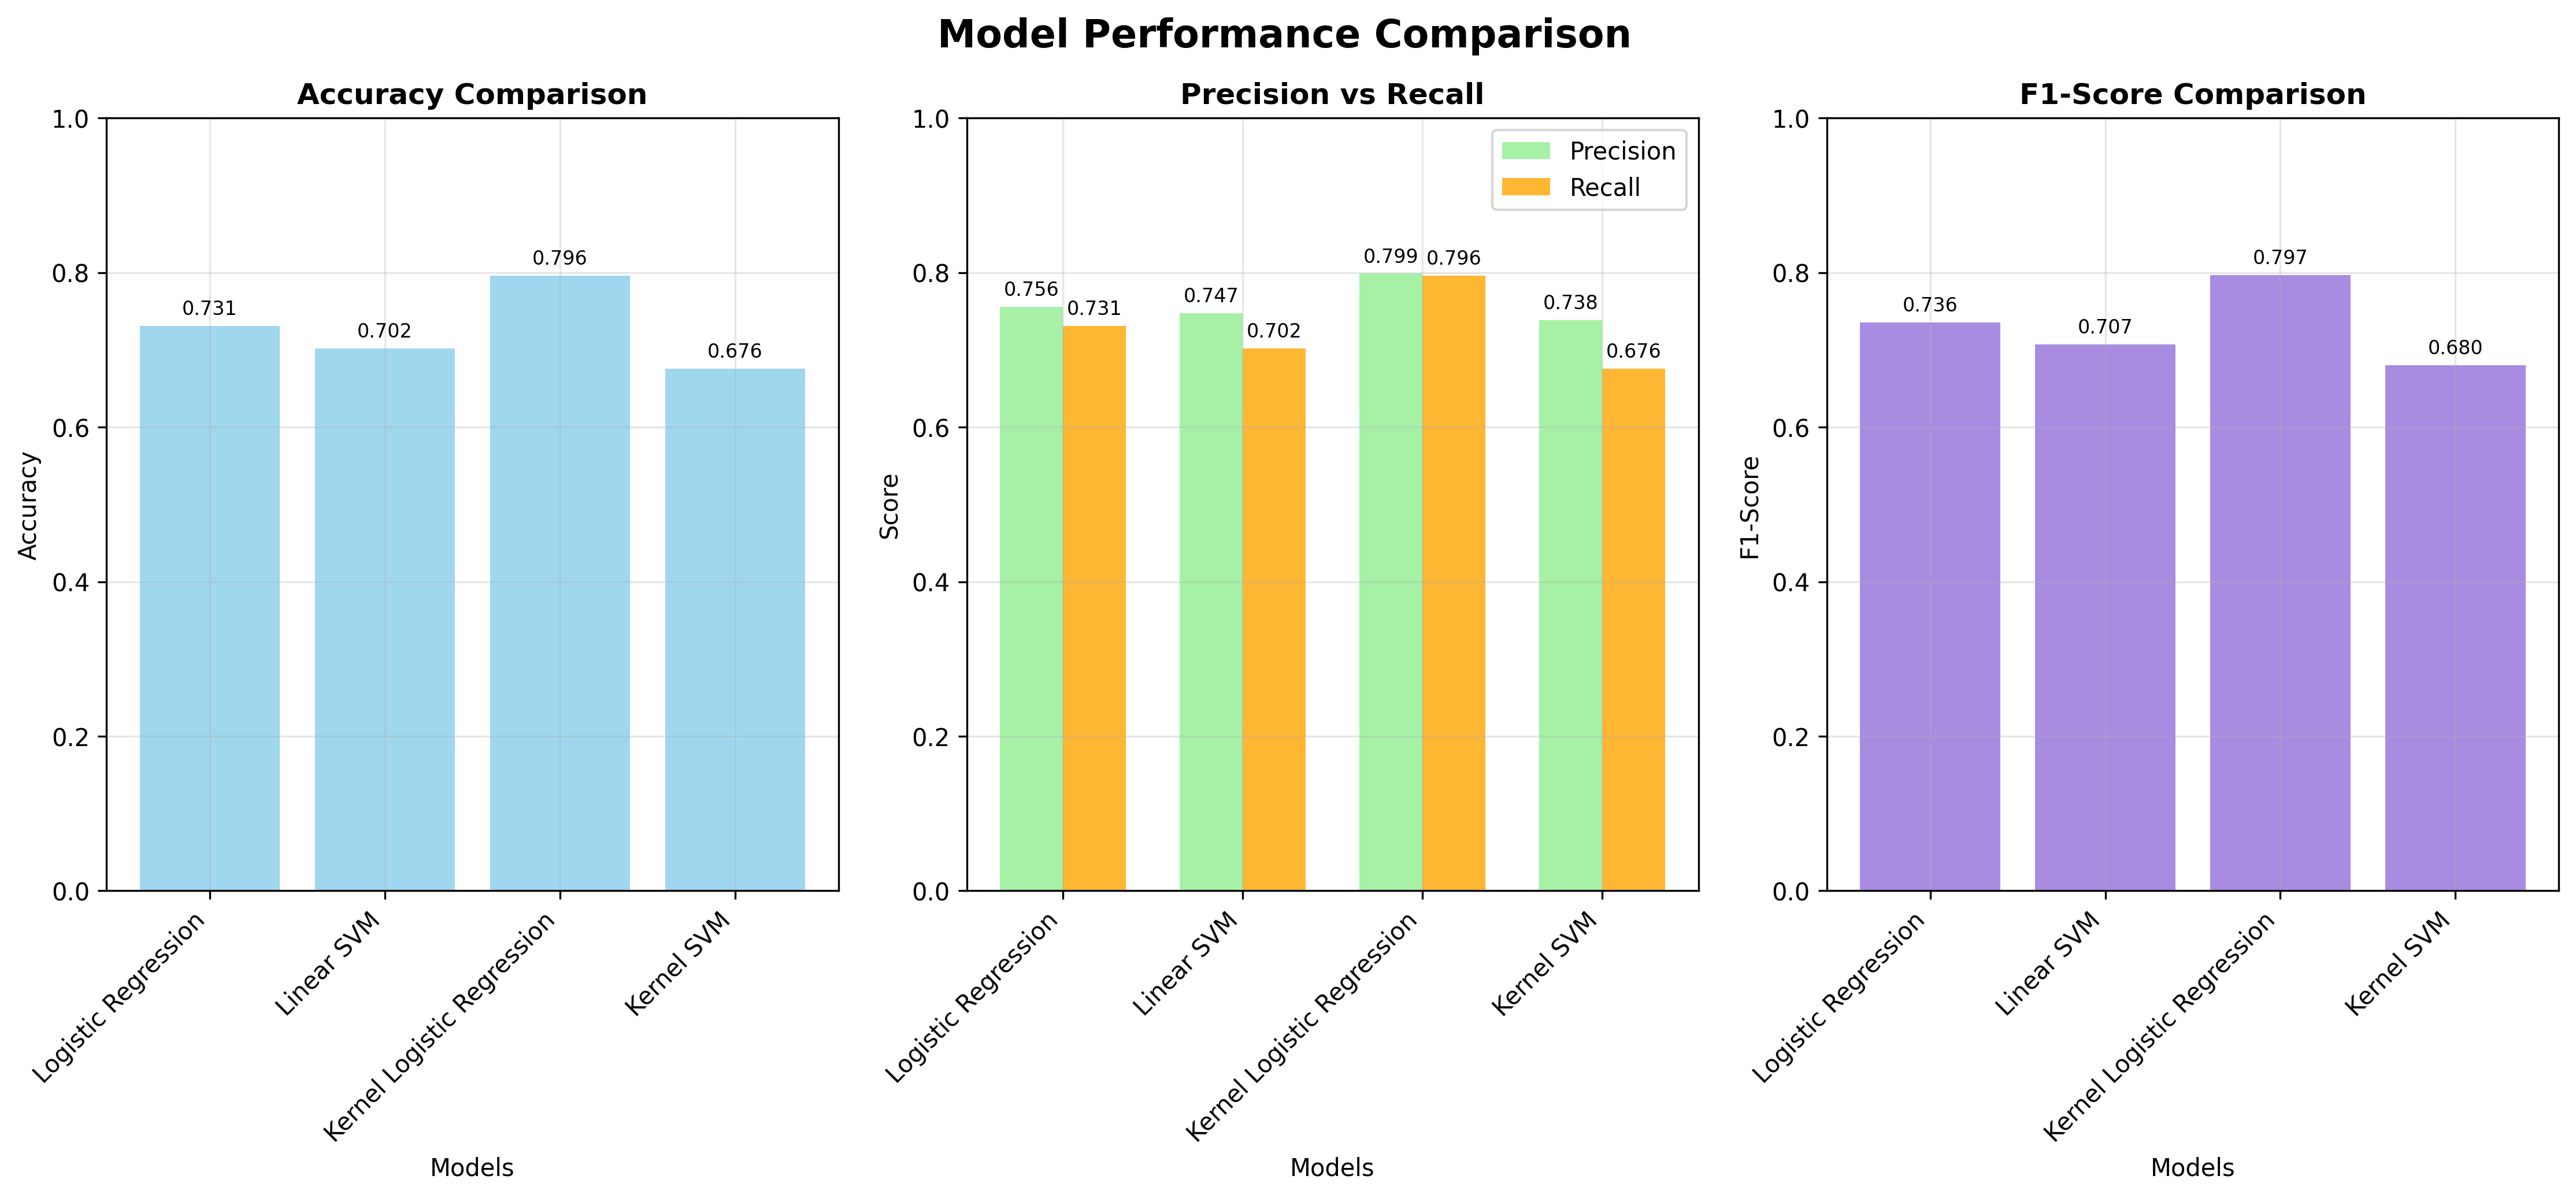 Model Performance Comparison
Accuracy Comparison
1.0
0.8
0.6
0.4
0.2
0.0
Accuracy
0.731
0.702
0.796
0.676
Logistic Regression
Linear SVM
Kernel Logistic Regression
Kernel SVM
Models
Precision vs Recall
1.0
0.8
0.6
0.4
0.2
0.0
Score
Precision
Recall
0.756
0.731
0.747
0.702
0.799
0.796
0.738
0.676
Logistic Regression
Linear SVM
Kernel Logistic Regression
Kernel SVM
Models
F1-Score Comparison
1.0
0.8
0.6
0.4
0.2
0.0
F1-Score
0.736
0.707
0.797
0.680
Logistic Regression
Linear SVM
Kernel Logistic Regression
Kernel SVM
Models